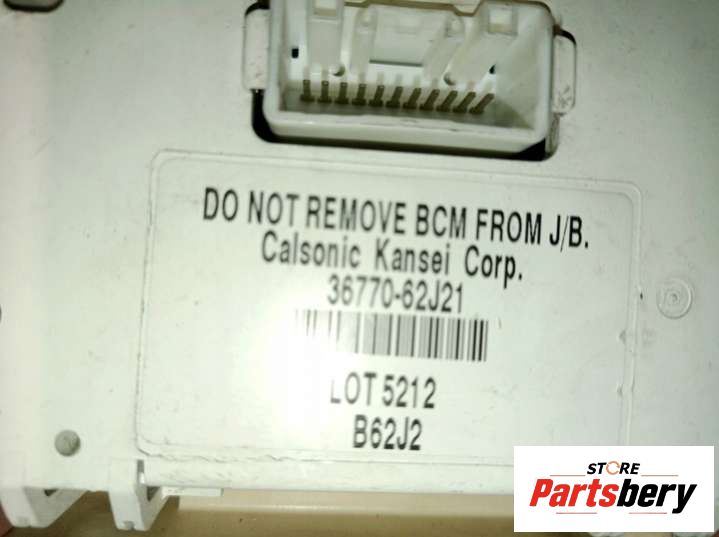 DO NOT REMOVE BCM FROM J/B.
Calsonic Kansei Corp.
36770-62J21
LOT 5212
B62J2
STORE
Partsbery